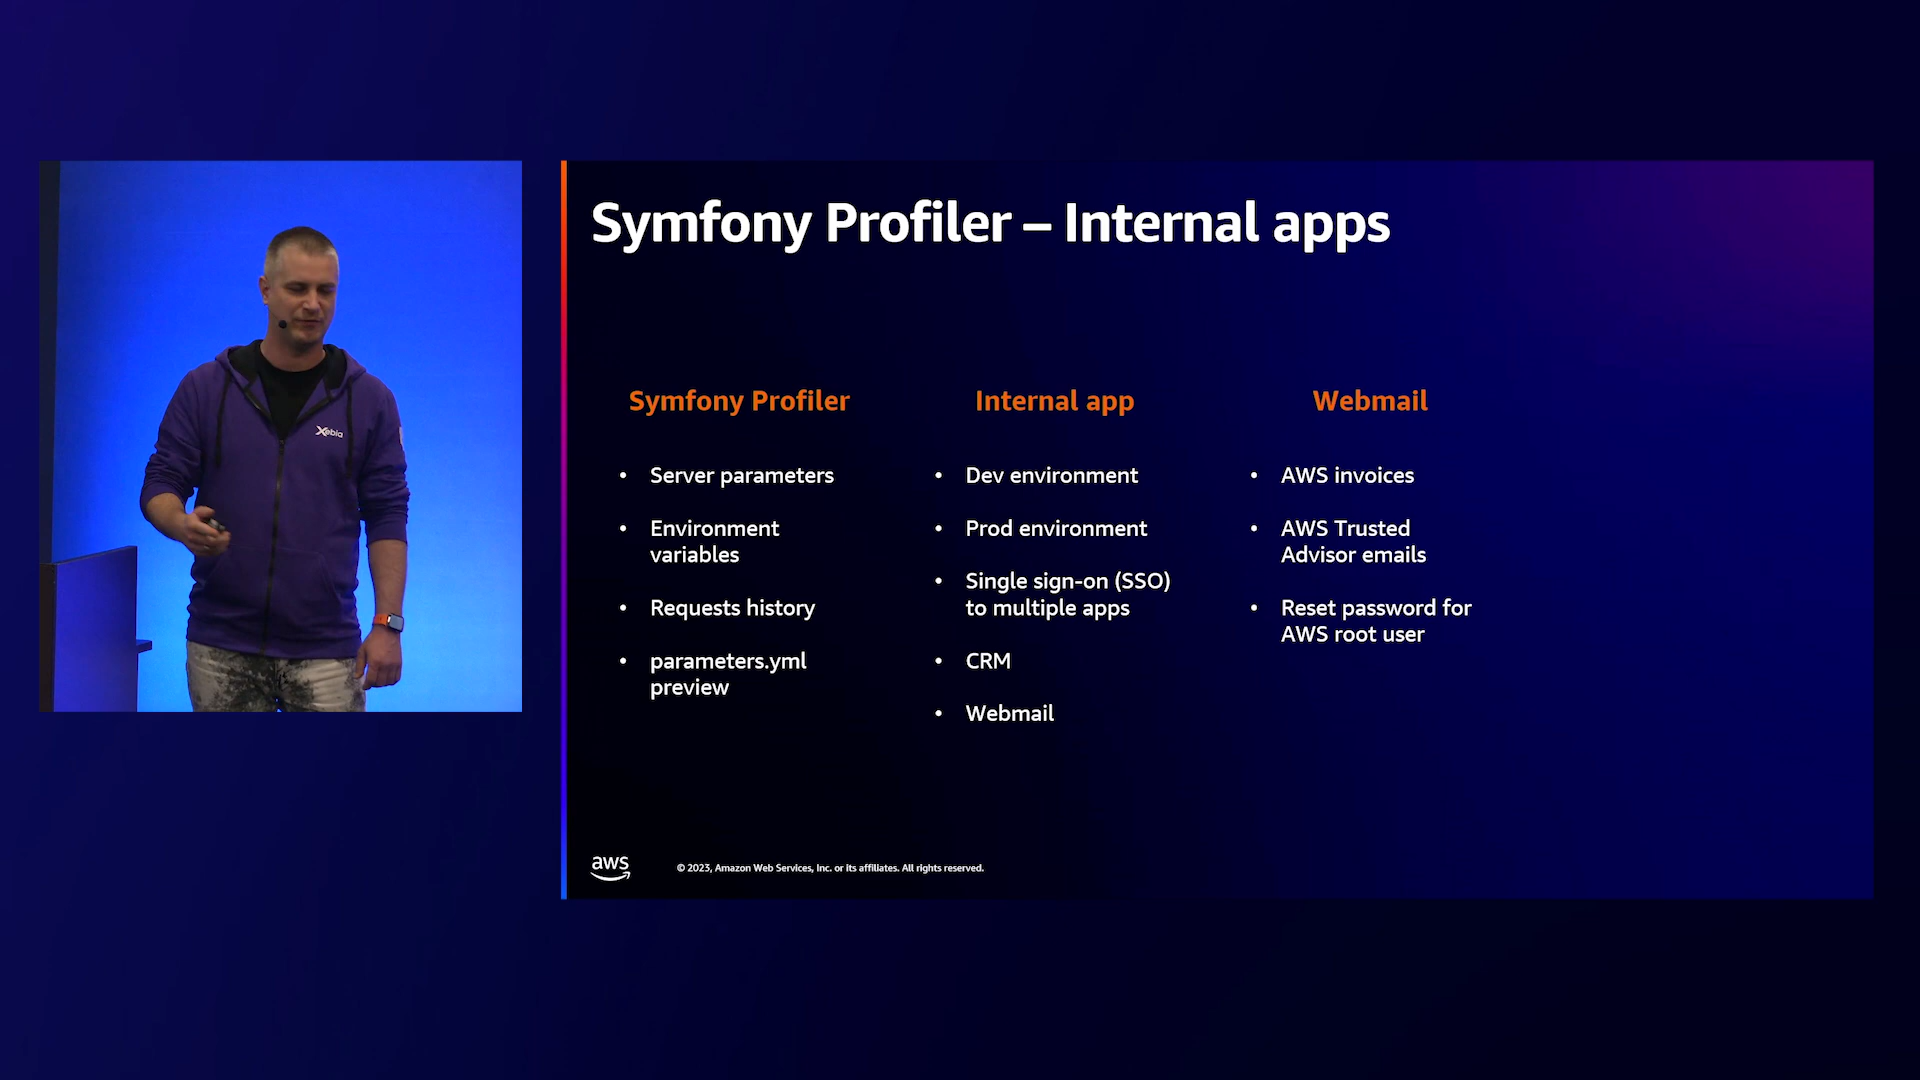 Xebia
Symfony Profiler – Internal apps
Symfony Profiler
• Server parameters
• Environment
variables
• Requests history
• parameters.yml
preview
Internal app
• Dev environment
• Prod environment
• Single sign-on (SSO)
to multiple apps
• CRM
• Webmail
Webmail
• AWS invoices
• AWS Trusted
Advisor emails
• Reset password for
AWS root user
aws
© 2023, Amazon Web Services, Inc. or its affiliates. All rights reserved.